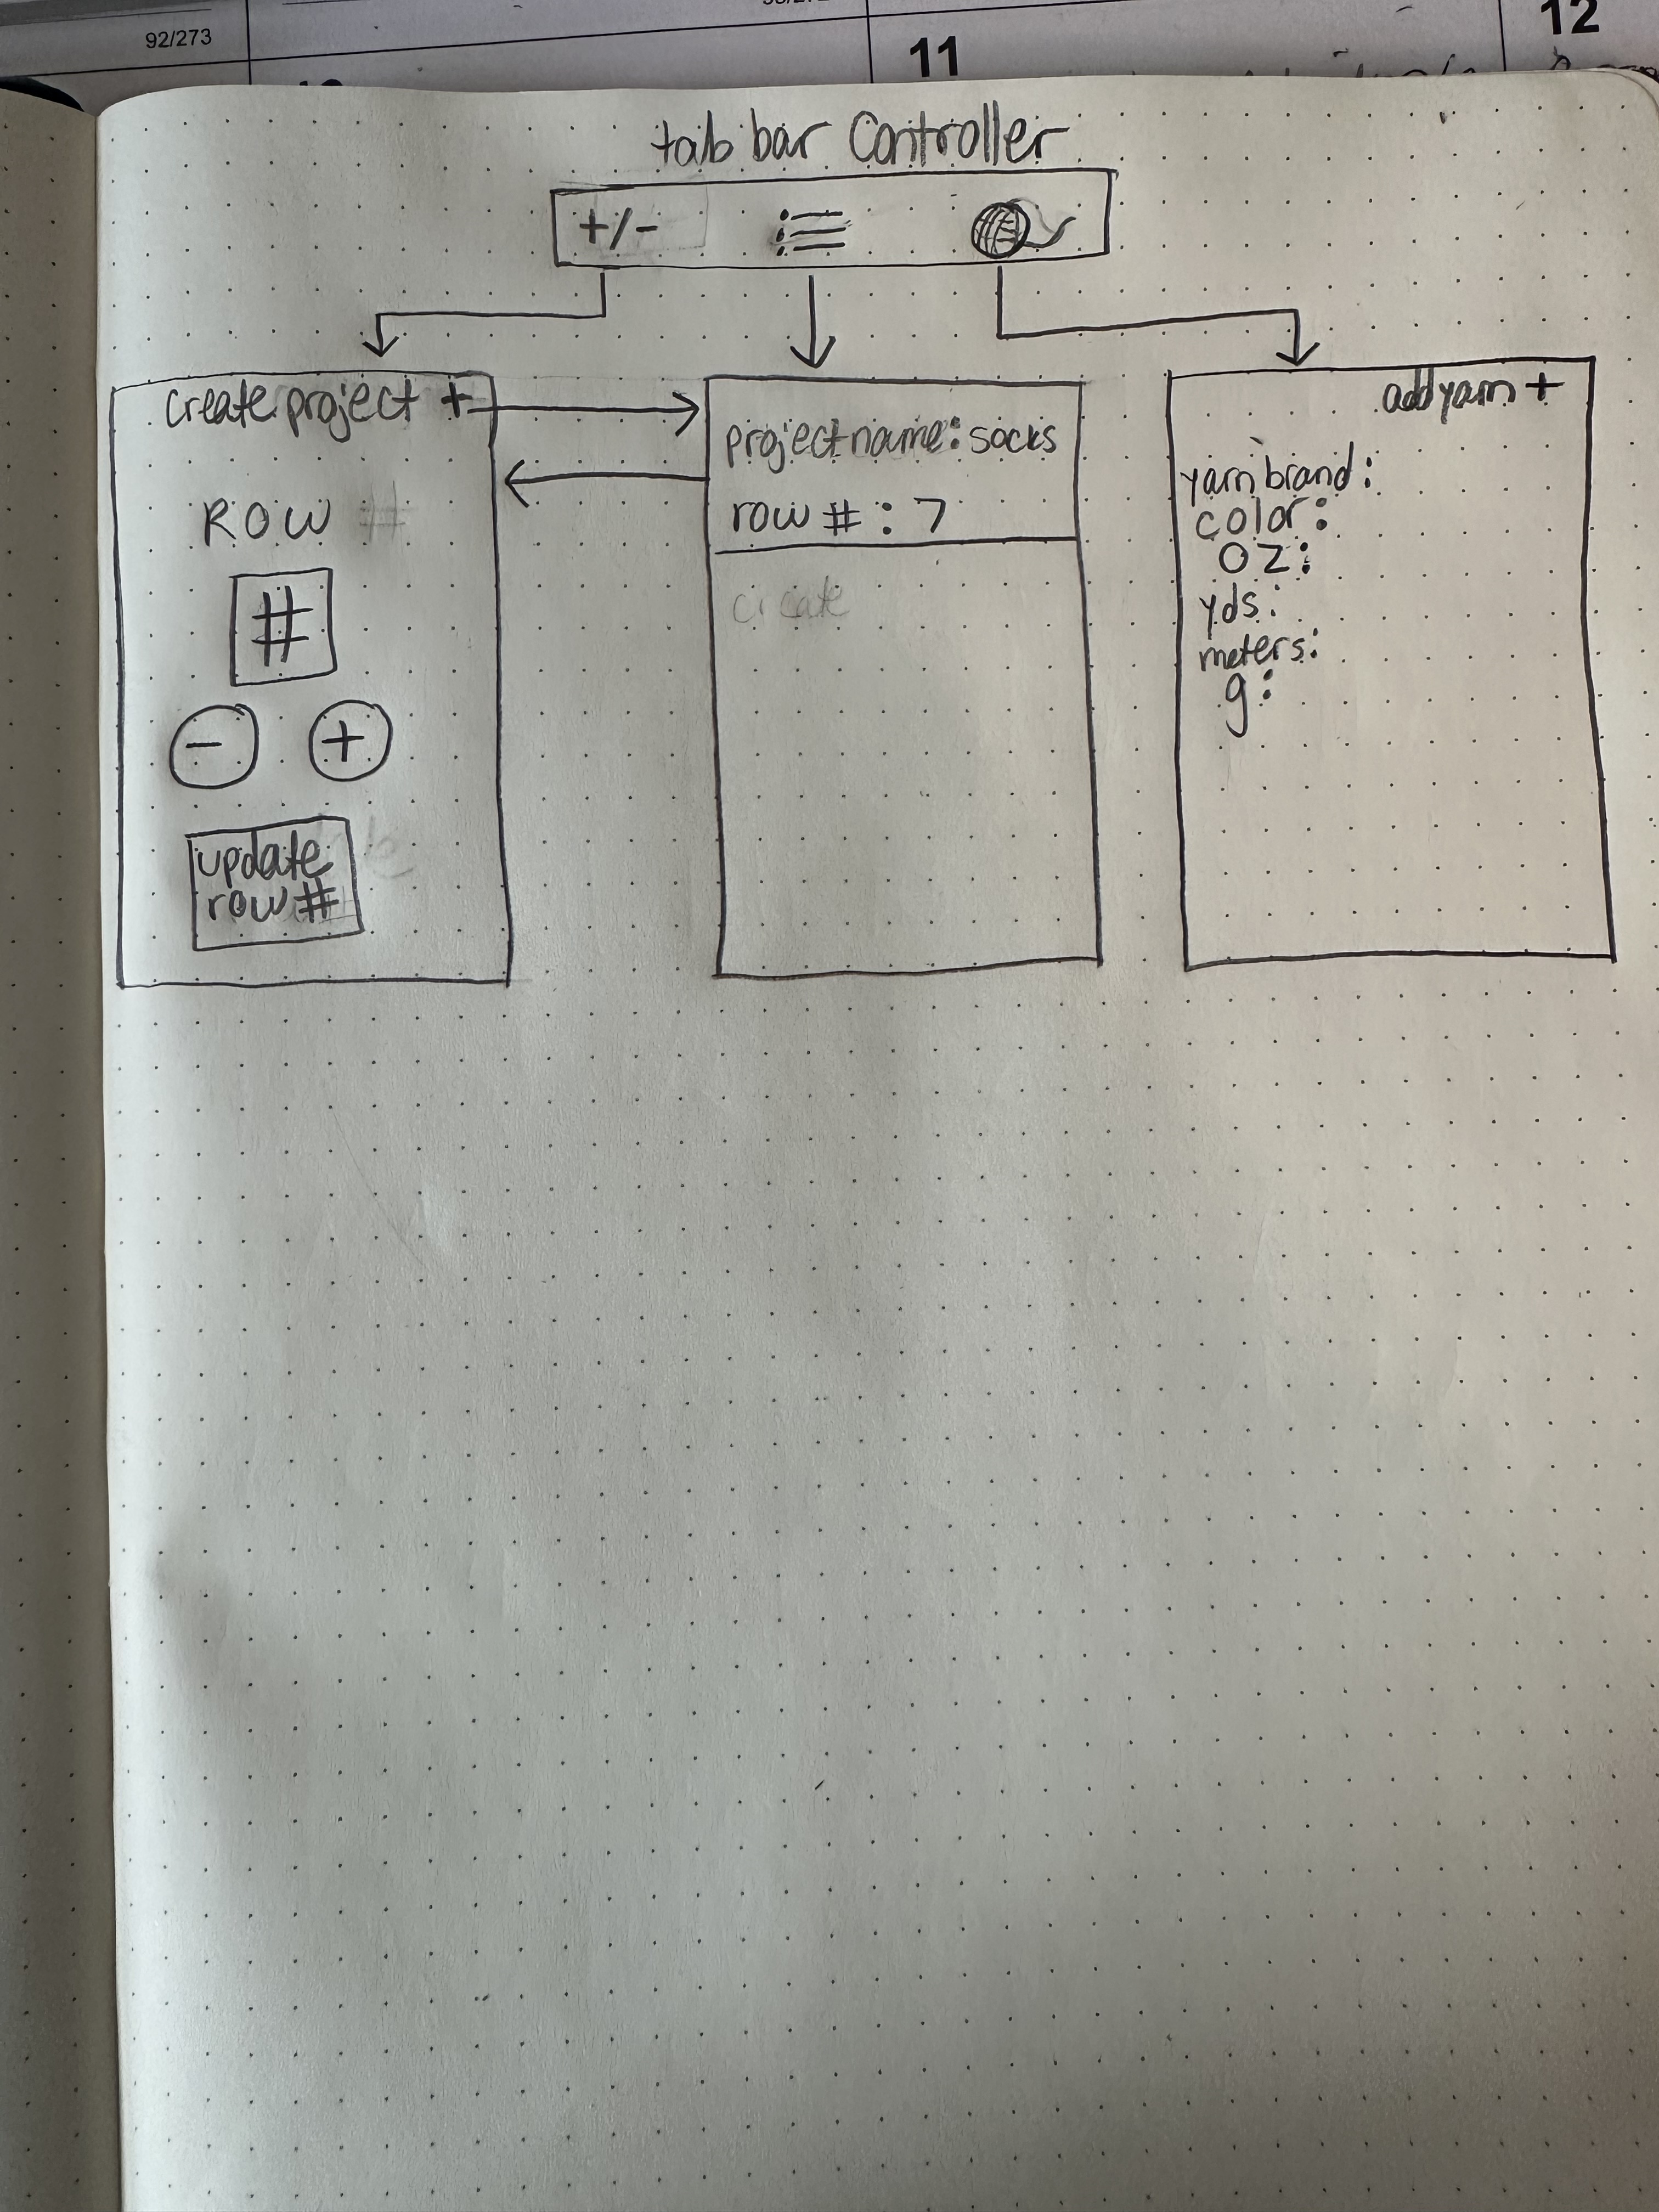 92/273
11
12
tab bar Controller
+/-
create project +
ROW #
#
- +
update
row #
project name: socks
row #: 7
create
add yarn +
yarn brand:
color:
oz:
yds:
meters:
g: